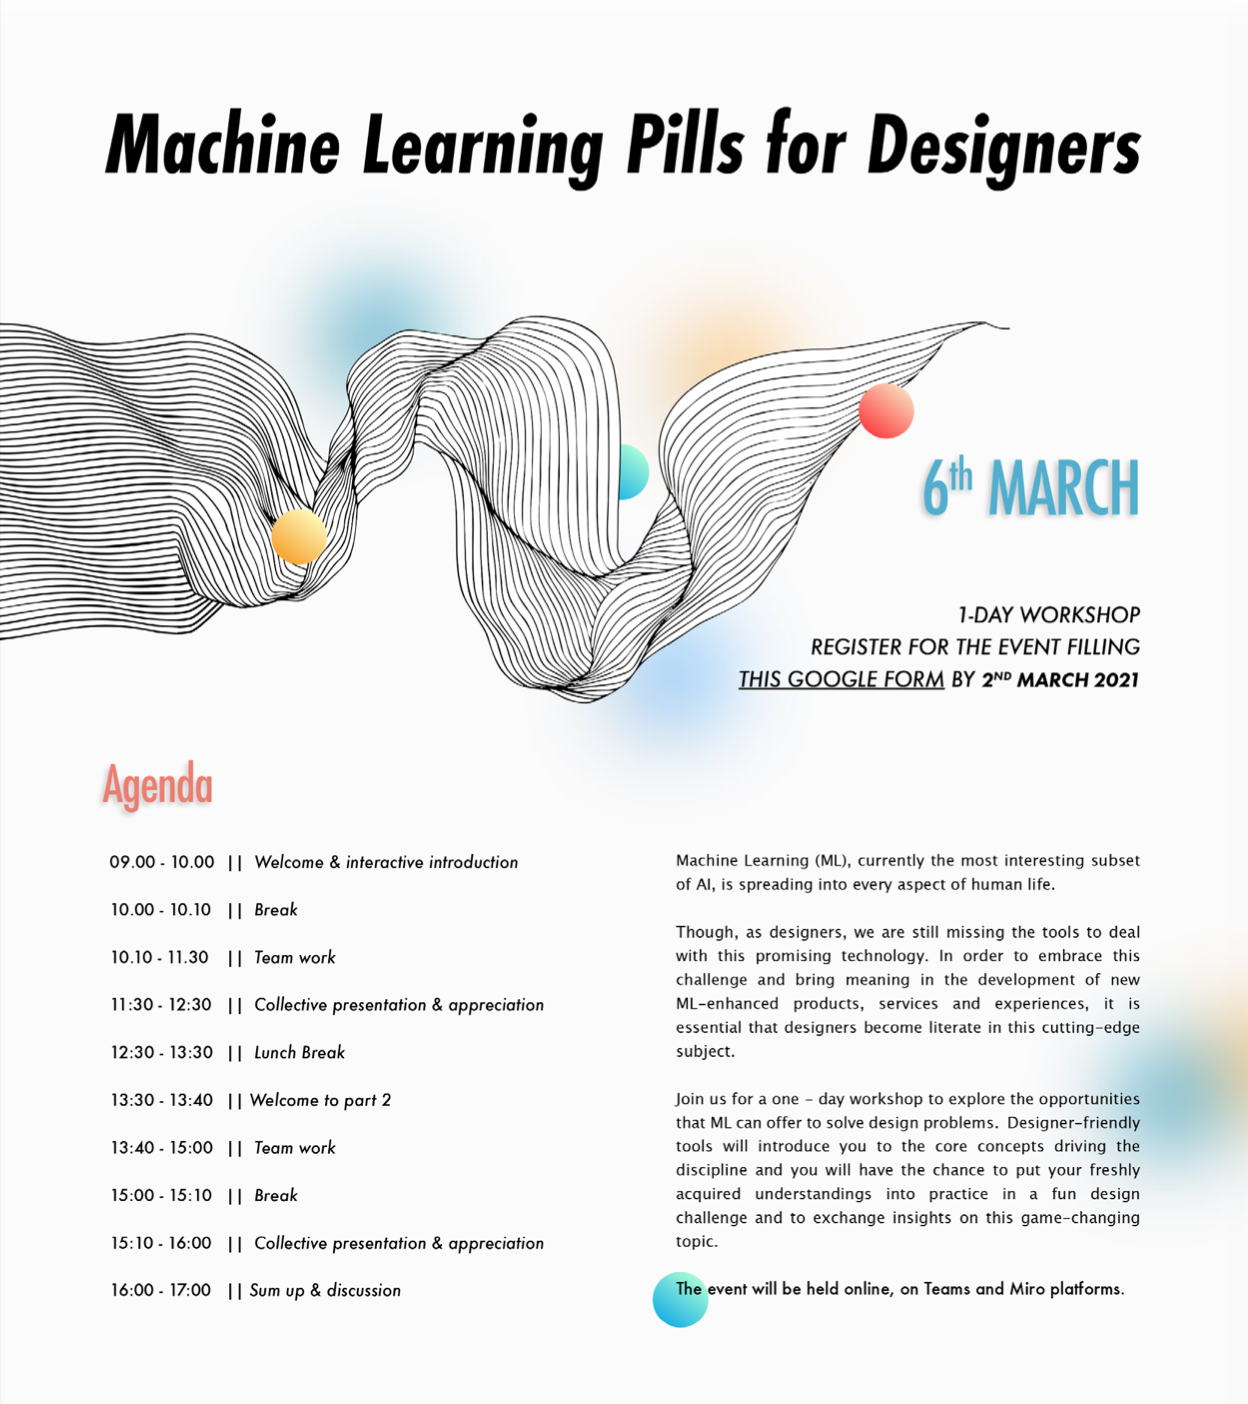 Machine Learning Pills for Designers
6th MARCH
1-DAY WORKSHOP
REGISTER FOR THE EVENT FILLING
THIS GOOGLE FORM BY 2ND MARCH 2021
Agenda
09.00 - 10.00 || Welcome & interactive introduction
10.00 - 10.10 || Break
10.10 - 11.30 || Team work
11:30 - 12:30 || Collective presentation & appreciation
12:30 - 13:30 || Lunch Break
13:30 - 13:40 || Welcome to part 2
13:40 - 15:00 || Team work
15:00 - 15:10 || Break
15:10 - 16:00 || Collective presentation & appreciation
16:00 - 17:00 || Sum up & discussion
Machine Learning (ML), currently the most interesting subset
of AI, is spreading into every aspect of human life.
Though, as designers, we are still missing the tools to deal
with this promising technology. In order to embrace this
challenge and bring meaning in the development of new
ML-enhanced products, services and experiences, it is
essential that designers become literate in this cutting-edge
subject.
Join us for a one - day workshop to explore the opportunities
that ML can offer to solve design problems. Designer-friendly
tools will introduce you to the core concepts driving the
discipline and you will have the chance to put your freshly
acquired understandings into practice in a fun design
challenge and to exchange insights on this game-changing
topic.
The event will be held online, on Teams and Miro platforms.